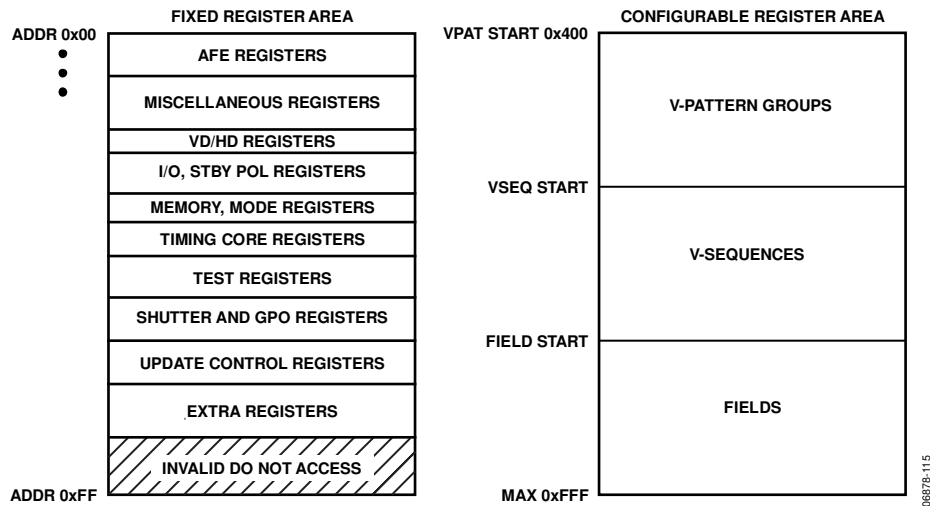 FIXED REGISTER AREA
ADDR 0x00
AFE REGISTERS
MISCELLANEOUS REGISTERS
VD/HD REGISTERS
I/O, STBY POL REGISTERS
MEMORY, MODE REGISTERS
TIMING CORE REGISTERS
TEST REGISTERS
SHUTTER AND GPO REGISTERS
UPDATE CONTROL REGISTERS
EXTRA REGISTERS
INVALID DO NOT ACCESS
ADDR 0xFF
CONFIGURABLE REGISTER AREA
VPAT START 0x400
V-PATTERN GROUPS
VSEQ START
V-SEQUENCES
FIELD START
FIELDS
MAX 0xFFF
06878-115